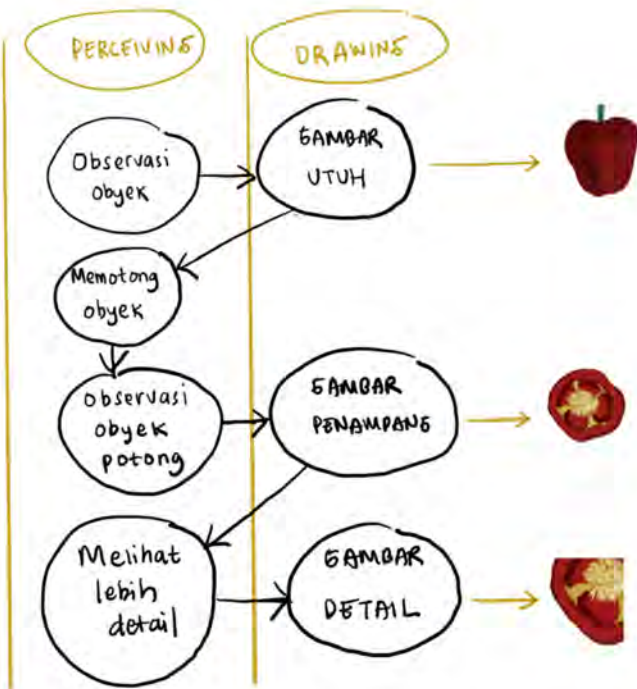 PERCEIVING
DRAWING
Observasi
obyek
GAMBAR
UTUH
Memotong
obyek
Observasi
obyek
potong
GAMBAR
PENAMPANG
Melihat
lebih
detail
GAMBAR
DETAIL